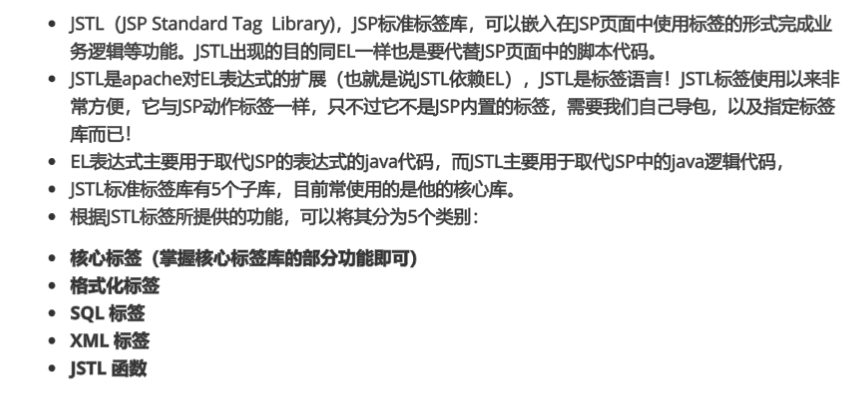 • JSTL（JSP Standard Tag  Library)，JSP标准标签库，可以嵌入在JSP页面中使用标签的形式完成业
务逻辑等功能。JSTL出现的目的同EL一样也是要代替JSP页面中的脚本代码。
• JSTL是apache对EL表达式的扩展（也就是说JSTL依赖EL），JSTL是标签语言！JSTL标签使用以来非
常方便，它与JSP动作标签一样，只不过它不是JSP内置的标签，需要我们自己导包，以及指定标签
库而已！
• EL表达式主要用于取代JSP的表达式的java代码，而JSTL主要用于取代JSP中的java逻辑代码，
• JSTL标准标签库有5个子库，目前常使用的是他的核心库。
• 根据JSTL标签所提供的功能，可以将其分为5个类别：
• 核心标签（掌握核心标签库的部分功能即可）
• 格式化标签
• SQL 标签
• XML 标签
• JSTL 函数